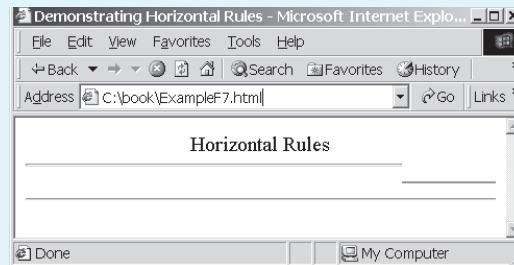 Demonstrating Horizontal Rules - Microsoft Internet Explo...
File Edit View Favorites Tools Help
Back Search Favorites History
Address C:\book\ExampleF7.html Go Links
Horizontal Rules
Done My Computer